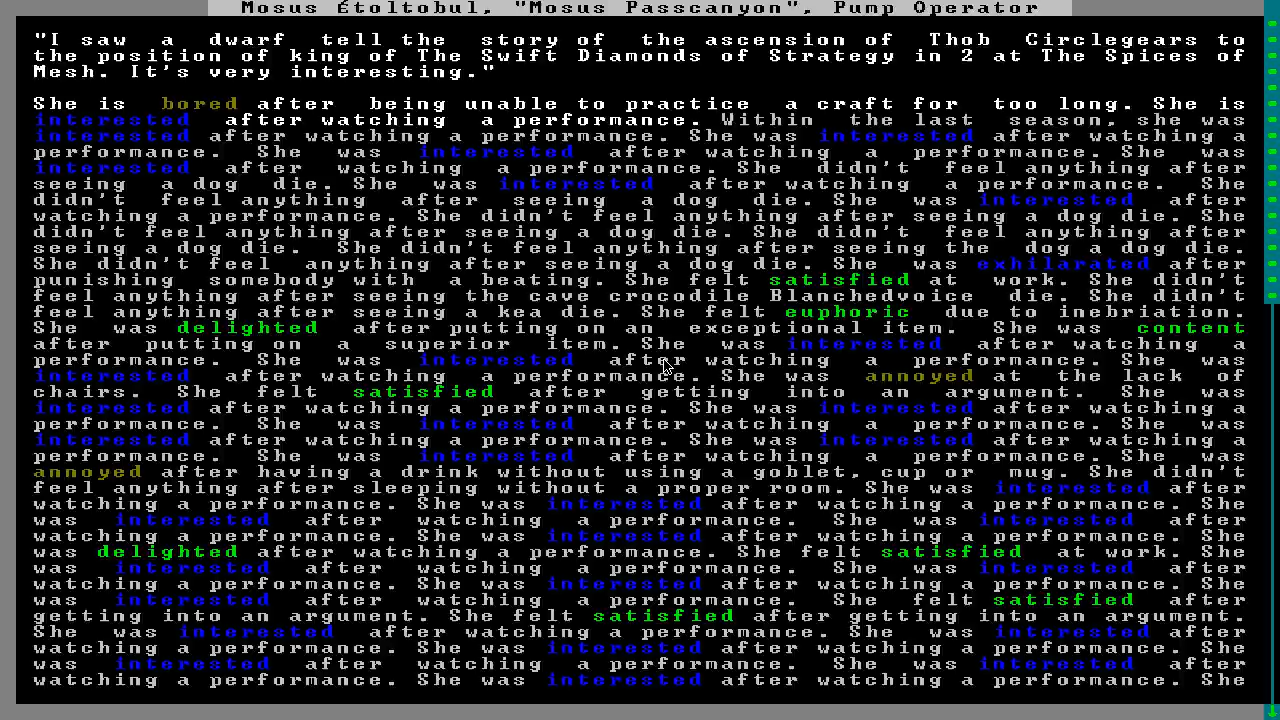 Mosus Étoltobul, "Mosus Passcanyon", Pump Operator
"I saw a dwarf tell the story of the ascension of Thob Circlegears to
the position of king of The Swift Diamonds of Strategy in 2 at The Spices of
Mesh. It's very interesting."
She is bored after being unable to practice a craft for too long. She is
interested after watching a performance. Within the last season, she was
interested after watching a performance. She was interested after watching a
performance. She was interested after watching a performance. She was
interested after watching a performance. She didn't feel anything after
seeing a dog die. She was interested after watching a performance. She
didn't feel anything after seeing a dog die. She was interested after
watching a performance. She didn't feel anything after seeing a dog die. She
didn't feel anything after seeing a dog die. She didn't feel anything after
seeing a dog die. She didn't feel anything after seeing the dog a dog die.
She didn't feel anything after seeing a dog die. She was exhilarated after
punishing somebody with a beating. She felt satisfied at work. She didn't
feel anything after seeing the cave crocodile Blanchedvoice die. She didn't
feel anything after seeing a kea die. She felt euphoric due to inebriation.
She was delighted after putting on an exceptional item. She was content
after putting on a superior item. She was interested after watching a
performance. She was interested after watching a performance. She was
interested after watching a performance. She was annoyed at the lack of
chairs. She felt satisfied after getting into an argument. She was
interested after watching a performance. She was interested after watching a
performance. She was interested after watching a performance. She was
interested after watching a performance. She was interested after watching a
performance. She was interested after watching a performance. She was
annoyed after having a drink without using a goblet, cup or mug. She didn't
feel anything after sleeping without a proper room. She was interested after
watching a performance. She was interested after watching a performance. She
was interested after watching a performance. She was interested after
watching a performance. She was interested after watching a performance. She
was delighted after watching a performance. She felt satisfied at work. She
was interested after watching a performance. She was interested after
watching a performance. She was interested after watching a performance. She
was interested after watching a performance. She felt satisfied after
getting into an argument. She felt satisfied after getting into an argument.
She was interested after watching a performance. She was interested after
watching a performance. She was interested after watching a performance. She
was interested after watching a performance. She was interested after
watching a performance. She was interested after watching a performance. She